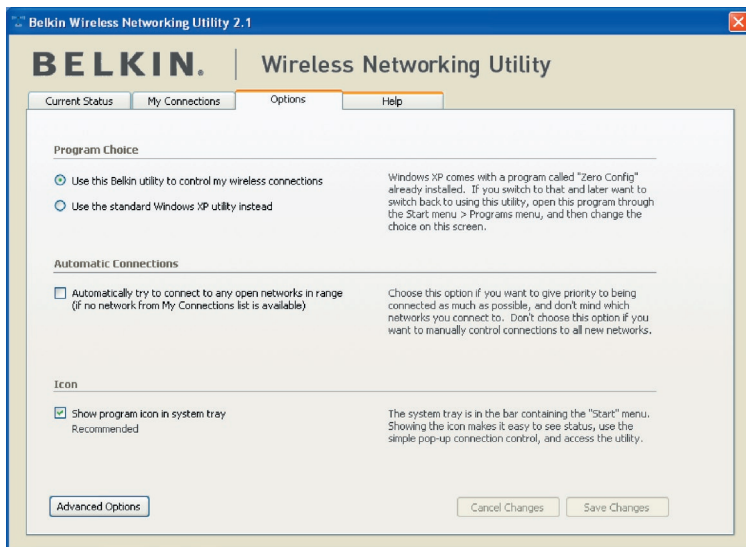 Belkin Wireless Networking Utility 2.1
BELKIN. | Wireless Networking Utility
Current Status
My Connections
Options
Help
Program Choice
Use this Belkin utility to control my wireless connections
Use the standard Windows XP utility instead
Windows XP comes with a program called "Zero Config"
already installed. If you switch to that and later want to
switch back to using this utility, open this program through
the Start menu > Programs menu, and then change the
choice on this screen.
Automatic Connections
Automatically try to connect to any open networks in range
(if no network from My Connections list is available)
Choose this option if you want to give priority to being
connected as much as possible, and don't mind which
networks you connect to. Don't choose this option if you
want to manually control connections to all new networks.
Icon
Show program icon in system tray
Recommended
The system tray is in the bar containing the "Start" menu.
Showing the icon makes it easy to see status, use the
simple pop-up connection control, and access the utility.
Advanced Options
Cancel Changes
Save Changes